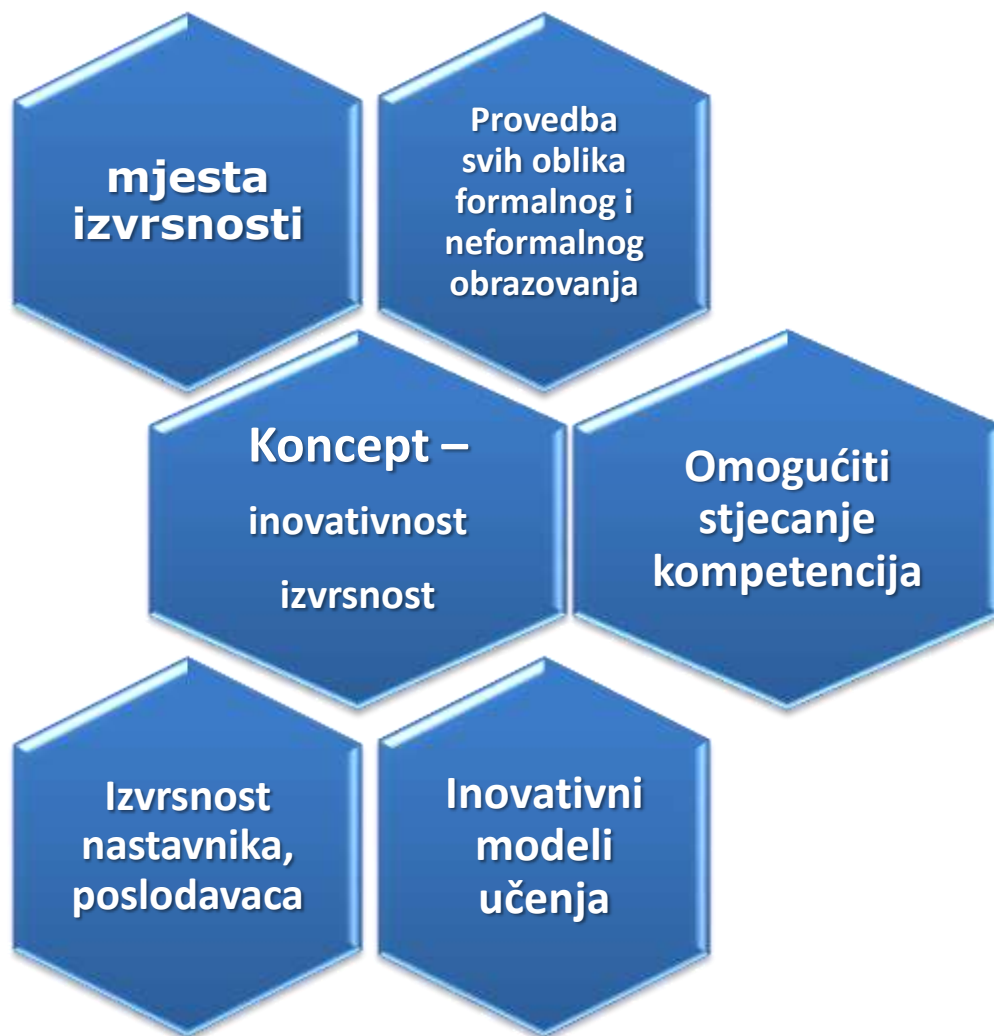 mjesta
izvrsnosti
Provedba
svih oblika
formalnog i
neformalnog
obrazovanja
Koncept –
inovativnost
izvrsnost
Omogućiti
stjecanje
kompetencija
Izvrsnost
nastavnika,
poslodavaca
Inovativni
modeli
učenja